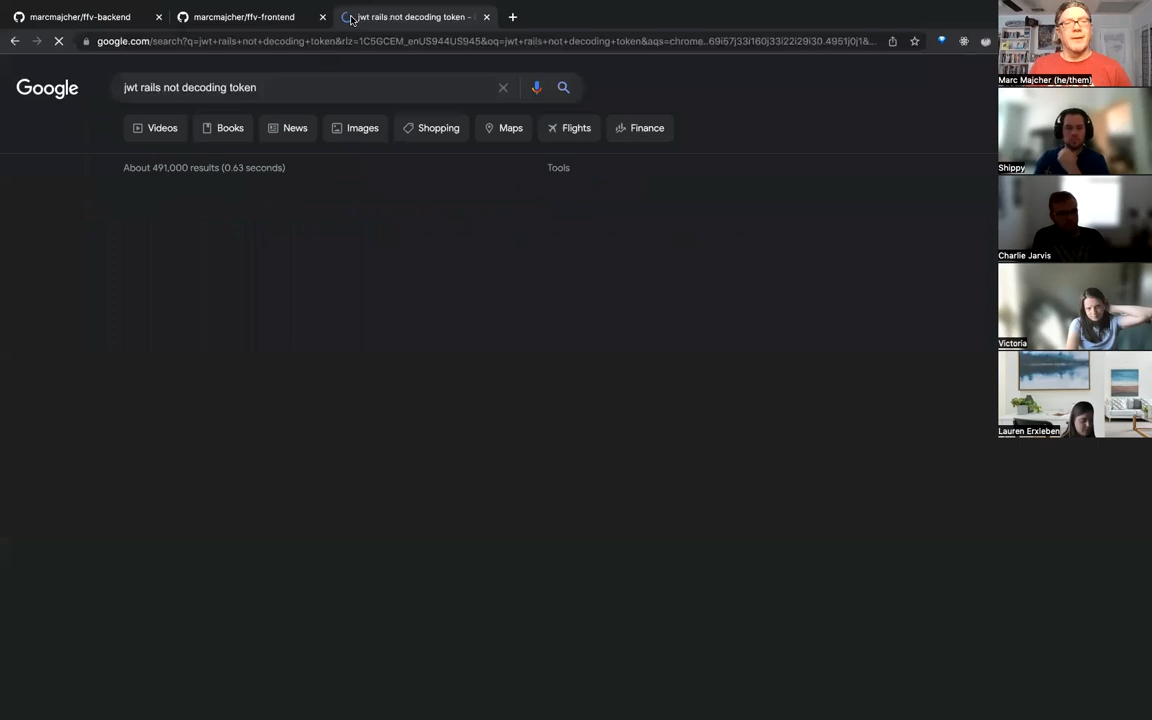 marcmajcher/ffv-backend
marcmajcher/ffv-frontend
jwt rails not decoding token -
google.com/search?q=jwt+rails+not+decoding+token&rlz=1C5GCEM_enUS944US945&oq=jwt+rails+not+decoding+token&aqs=chrome..69i57j33i160j33i22i29i30.4951j0j1&...
Google
jwt rails not decoding token
Videos
Books
News
Images
Shopping
Maps
Flights
Finance
About 491,000 results (0.63 seconds)
Tools
Marc Majcher (he/them)
Shippy
Charlie Jarvis
Victoria
Lauren Erxleben